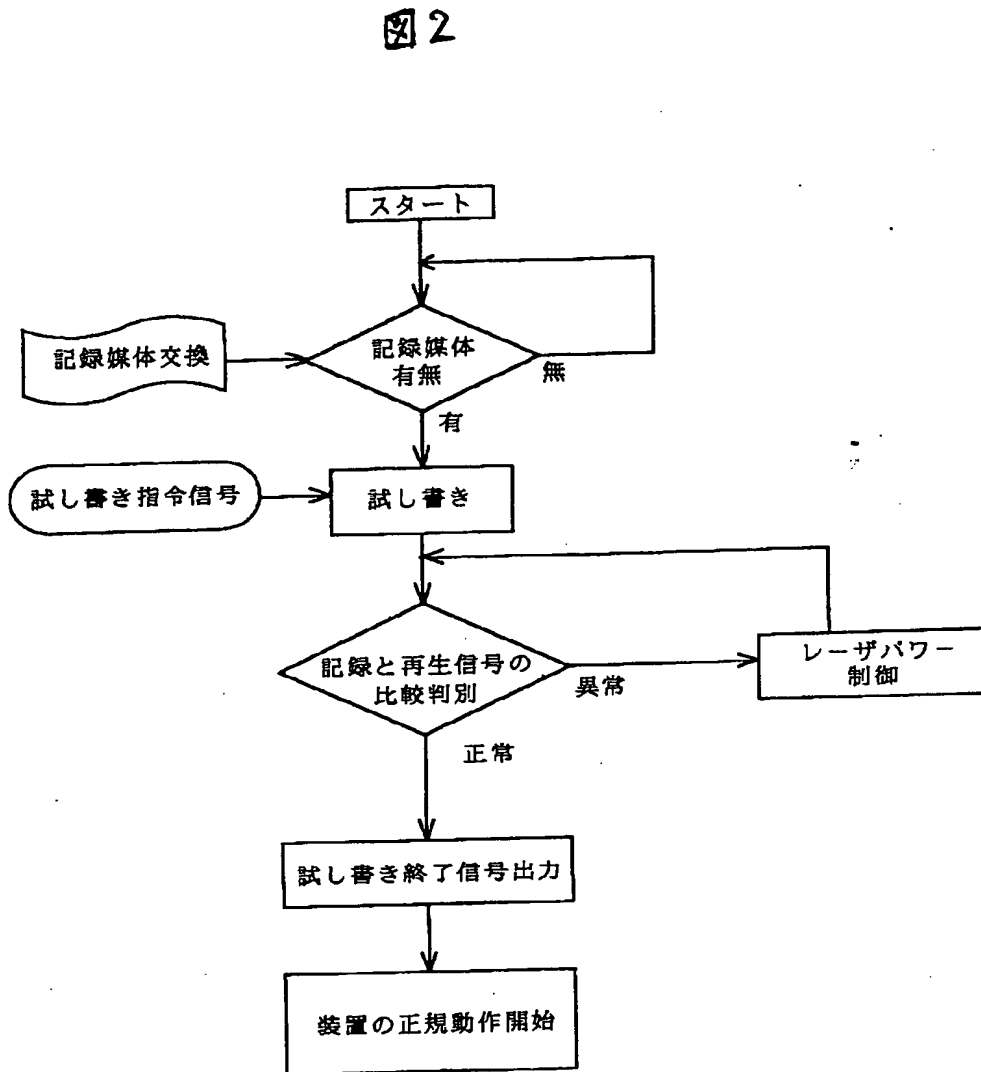 図2
スタート
記録媒体交換
記録媒体
有無
無
有
試し書き指令信号
試し書き
記録と再生信号の
比較判別
異常
レーザパワー
制御
正常
試し書き終了信号出力
装置の正規動作開始